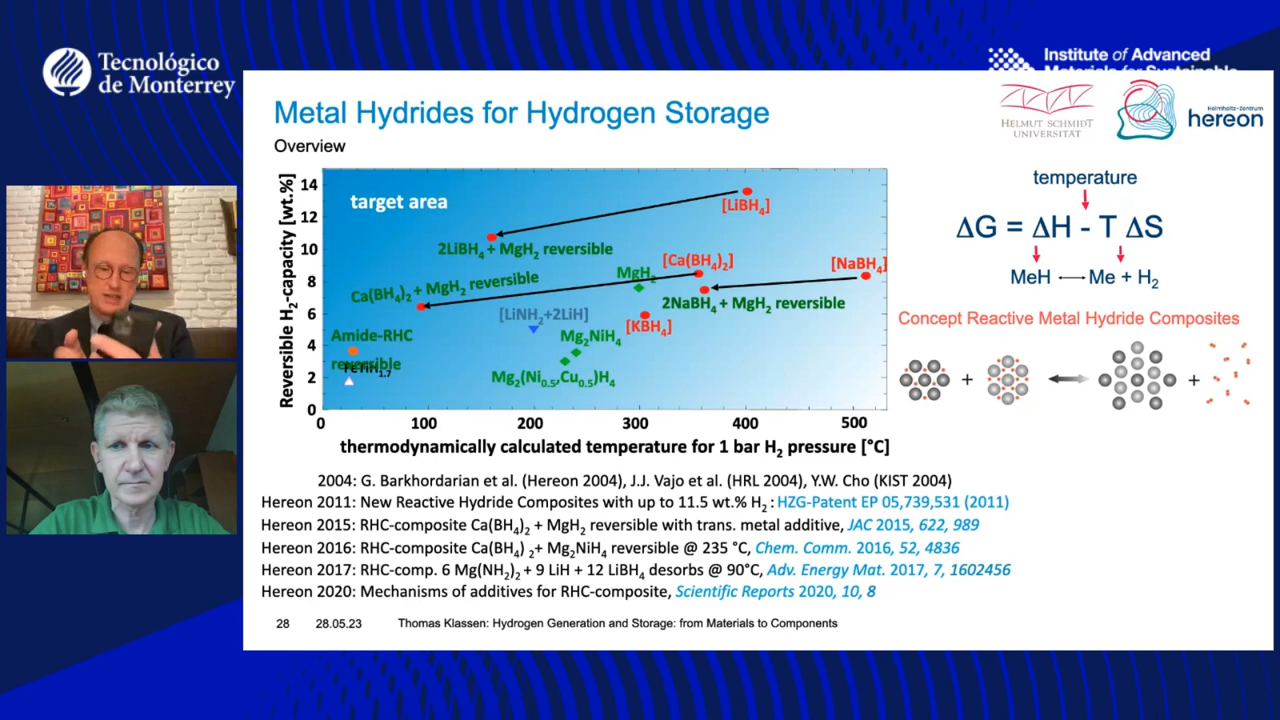 Tecnológico
de Monterrey
Institute of Advanced
Materials for Sustainable
Metal Hydrides for Hydrogen Storage
Overview
HELMUT SCHMIDT
UNIVERSITÄT
Helmholtz-Zentrum
hereon
Reversible H₂-capacity [wt.%]
14
12
10
8
6
4
2
0
target area
[LiBH₄]
2LiBH₄ + MgH₂ reversible
[Ca(BH₄)₂]
[NaBH₄]
MgH₂
Ca(BH₄)₂ + MgH₂ reversible
2NaBH₄ + MgH₂ reversible
[LiNH₂+2LiH]
[KBH₄]
Amide-RHC
reversible
Mg₂NiH₄
FeTiH₁.₇
Mg₂(Ni₀.₅,Cu₀.₅)H₄
0 100 200 300 400 500
thermodynamically calculated temperature for 1 bar H₂ pressure [°C]
temperature
ΔG = ΔH - T ΔS
MeH ⟷ Me + H₂
Concept Reactive Metal Hydride Composites
+ +
2004: G. Barkhordarian et al. (Hereon 2004), J.J. Vajo et al. (HRL 2004), Y.W. Cho (KIST 2004)
Hereon 2011: New Reactive Hydride Composites with up to 11.5 wt.% H₂ : HZG-Patent EP 05,739,531 (2011)
Hereon 2015: RHC-composite Ca(BH₄)₂ + MgH₂ reversible with trans. metal additive, JAC 2015, 622, 989
Hereon 2016: RHC-composite Ca(BH₄) ₂+ Mg₂NiH₄ reversible @ 235 °C, Chem. Comm. 2016, 52, 4836
Hereon 2017: RHC-comp. 6 Mg(NH₂)₂ + 9 LiH + 12 LiBH₄ desorbs @ 90°C, Adv. Energy Mat. 2017, 7, 1602456
Hereon 2020: Mechanisms of additives for RHC-composite, Scientific Reports 2020, 10, 8
28 28.05.23 Thomas Klassen: Hydrogen Generation and Storage: from Materials to Components